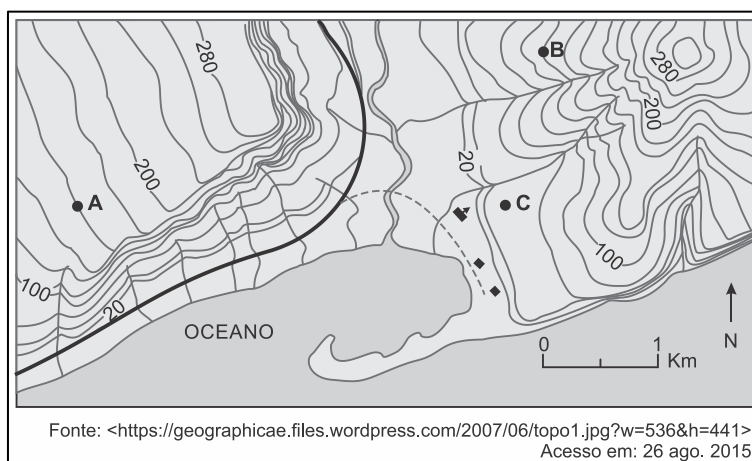 280
B
280
200
20
200
A
C
100
100
20
OCEANO
N
0 1
Km
Fonte: <https://geographicae.files.wordpress.com/2007/06/topo1.jpg?w=536&h=441>
Acesso em: 26 ago. 2015